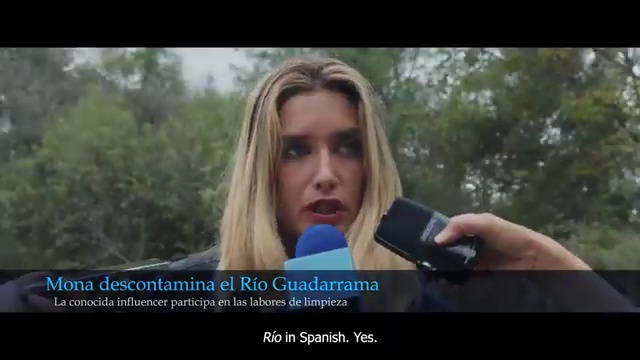 Mona descontamina el Río Guadarrama
La conocida influencer participa en las labores de limpieza
Río in Spanish. Yes.